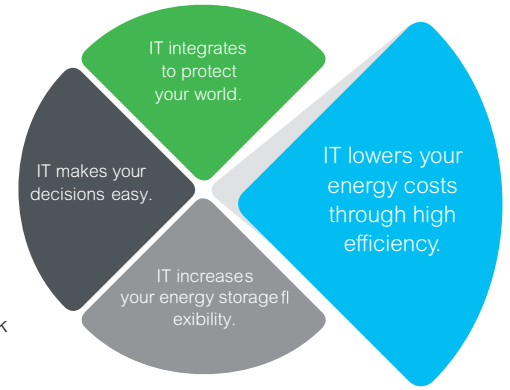 IT integrates
to protect
your world.
IT lowers your
energy costs
through high
efficiency.
IT makes your
decisions easy.
IT increases
your energy storage fl
exibility.
k